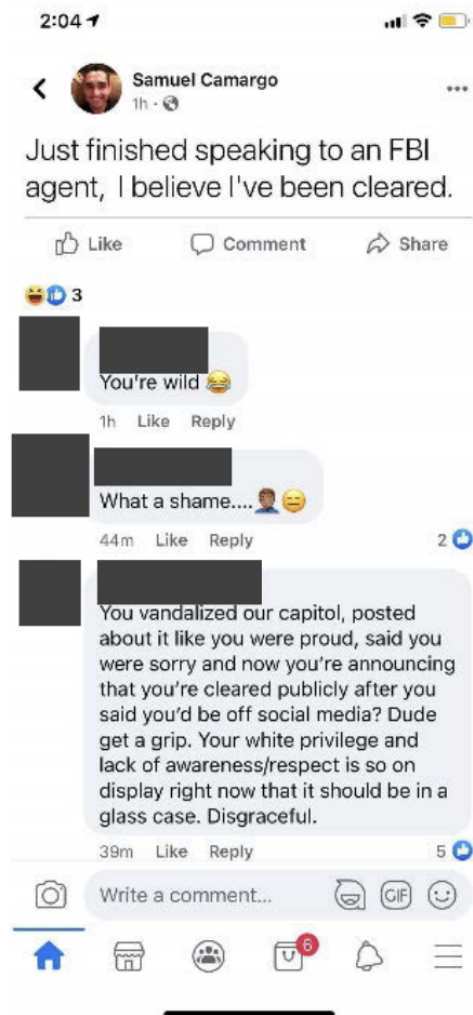 2:04
Samuel Camargo
1h ·
Just finished speaking to an FBI
agent, I believe I've been cleared.
Like Comment Share
3
You're wild 😂
1h Like Reply
What a shame.... 🤦🏽‍♂️😑
44m Like Reply 2
You vandalized our capitol, posted
about it like you were proud, said you
were sorry and now you're announcing
that you're cleared publicly after you
said you'd be off social media? Dude
get a grip. Your white privilege and
lack of awareness/respect is so on
display right now that it should be in a
glass case. Disgraceful.
39m Like Reply 5
Write a comment... GIF
6